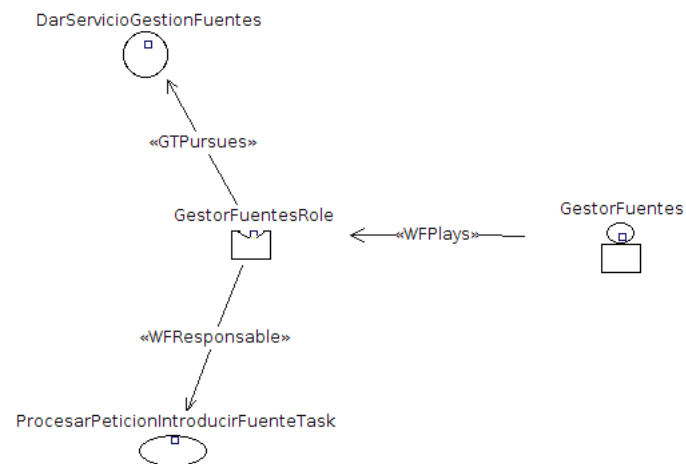 DarServicioGestionFuentes
«GTPursues»
GestorFuentesRole
GestorFuentes
«WFPlays»
«WFResponsable»
ProcesarPeticionIntroducirFuenteTask